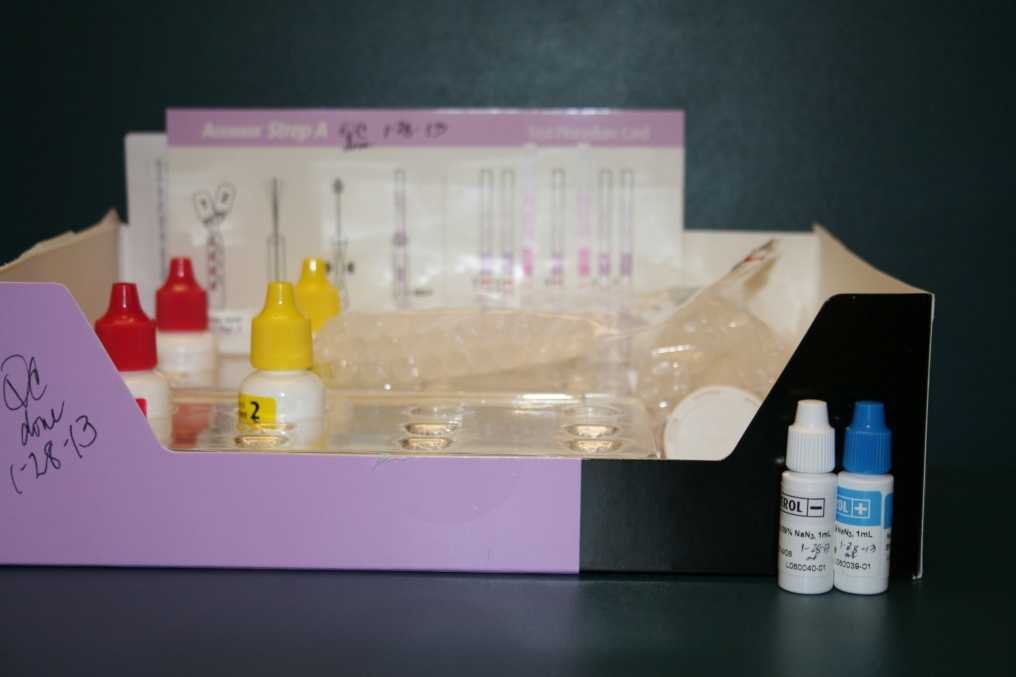 Strep A QC 1-28-13 Test Procedure Card
done
QC
done
1-28-13
2
TROL −
OL +
NaN₃, 1mL
1-28-13
L060040-01
NaN₃, 1mL
1-28-13
L060039-01